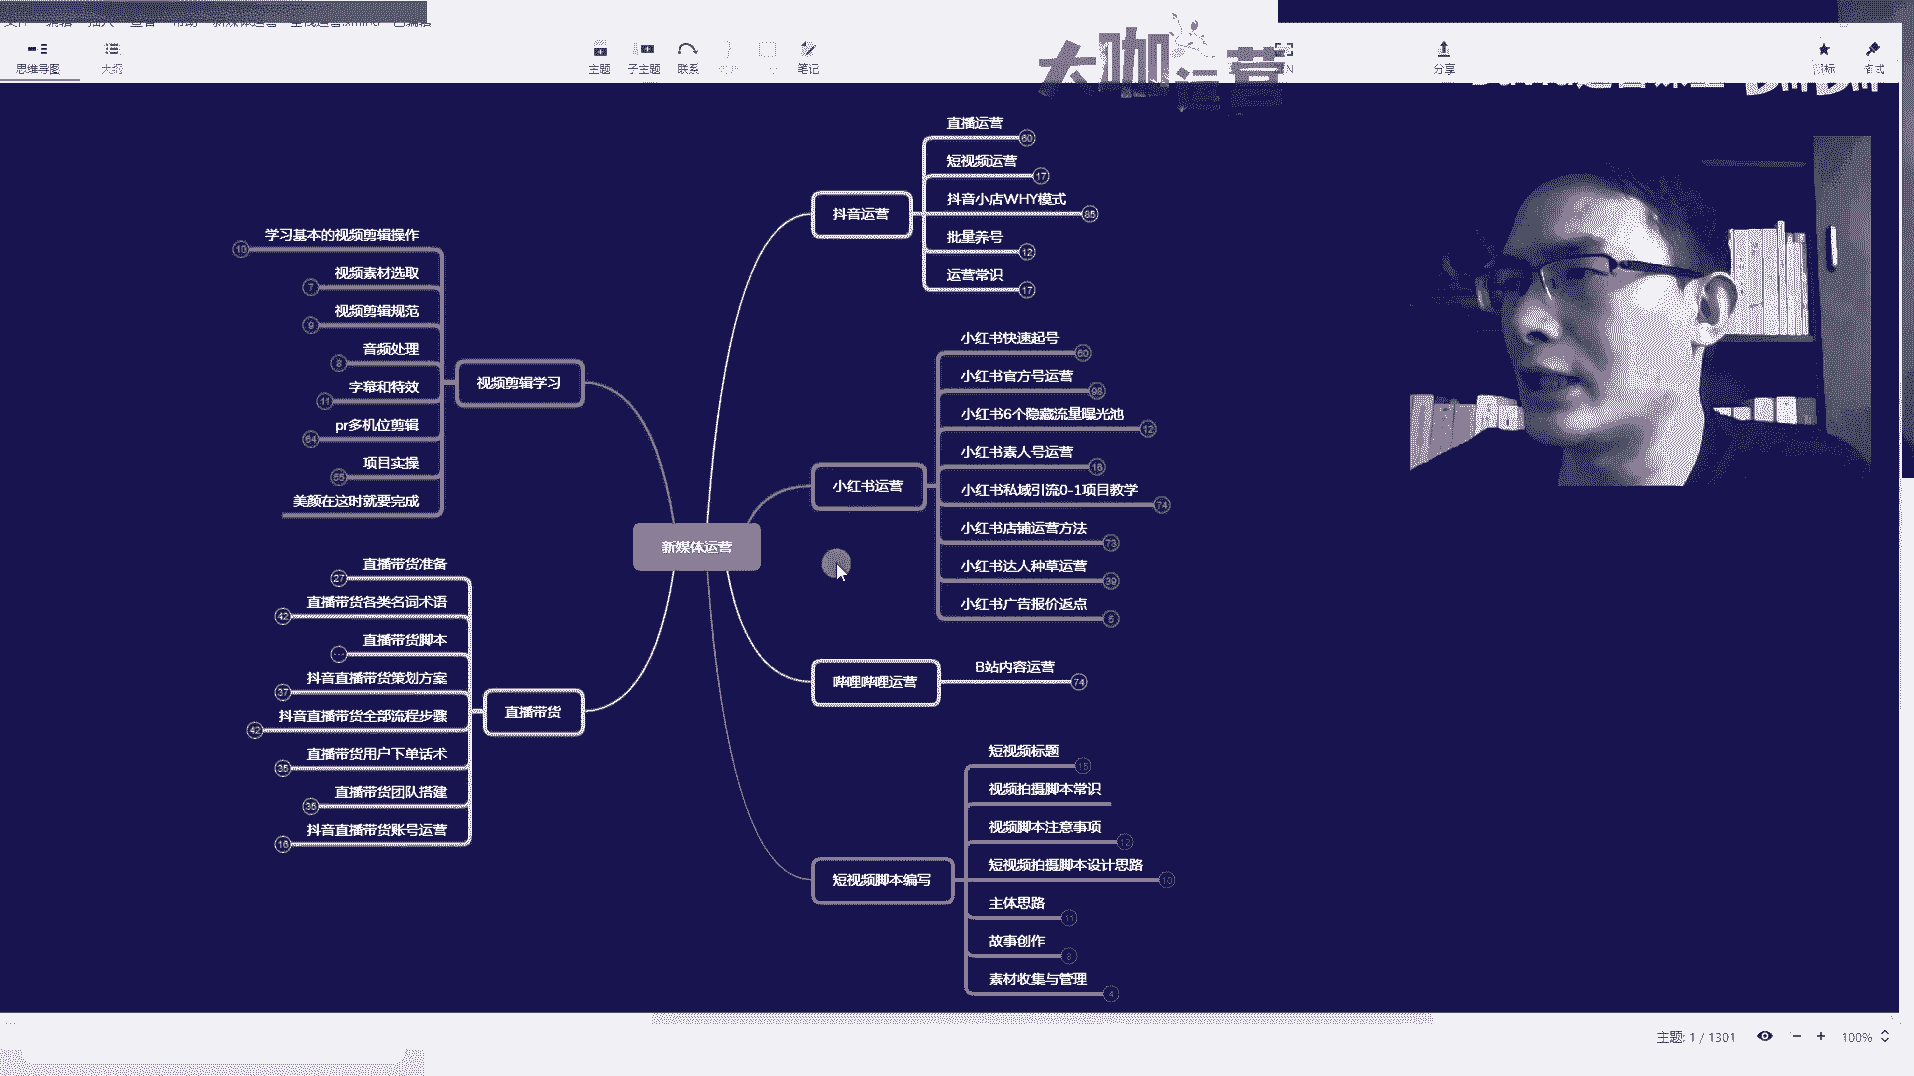 思维导图
大纲
主题
子主题
联系
笔记
分享
大咖运营
直播运营
60
短视频运营
17
抖音小店WHY模式
85
批量养号
12
运营常识
17
抖音运营
学习基本的视频剪辑操作
10
视频素材选取
7
视频剪辑规范
9
音频处理
8
字幕和特效
11
pr多机位剪辑
64
项目实操
55
美颜在这时就要完成
视频剪辑学习
小红书快速起号
60
小红书官方号运营
98
小红书6个隐藏流量曝光池
12
小红书素人号运营
16
小红书私域引流0-1项目教学
74
小红书店铺运营方法
73
小红书达人种草运营
39
小红书广告报价返点
5
小红书运营
新媒体运营
直播带货准备
27
直播带货各类名词术语
42
直播带货脚本
...
抖音直播带货策划方案
37
抖音直播带货全部流程步骤
42
直播带货用户下单话术
35
直播带货团队搭建
36
抖音直播带货账号运营
16
直播带货
哔哩哔哩运营
B站内容运营
74
短视频脚本编写
短视频标题
15
视频拍摄脚本常识
视频脚本注意事项
12
短视频拍摄脚本设计思路
10
主体思路
11
故事创作
8
素材收集与管理
4
主题: 1 / 1301
100%